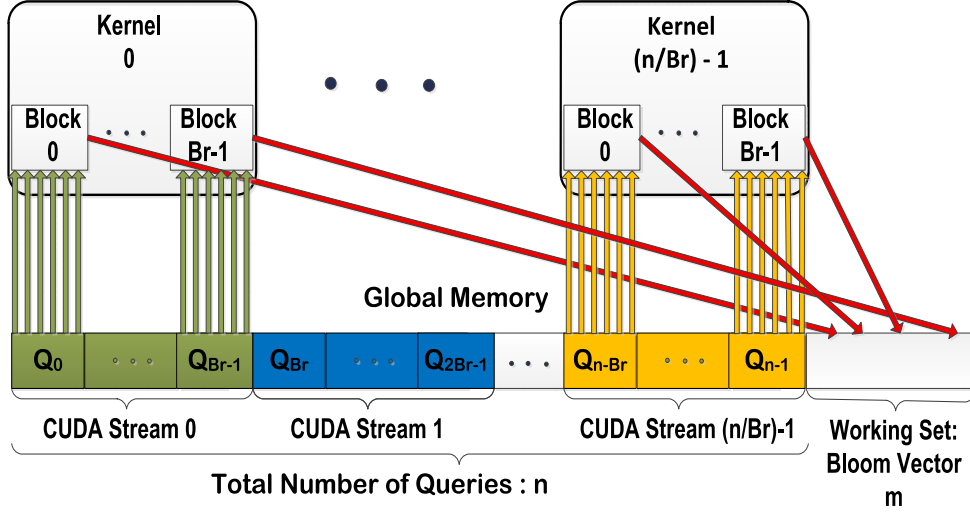 Kernel
0
Block
0
. . .
Block
Br-1
. . .
Kernel
(n/Br) - 1
Block
0
. . .
Block
Br-1
Global Memory
Q0
. . .
QBr-1
QBr
. . .
Q2Br-1
. . .
Qn-Br
. . .
Qn-1
CUDA Stream 0
CUDA Stream 1
CUDA Stream (n/Br)-1
Working Set:
Bloom Vector
m
Total Number of Queries : n